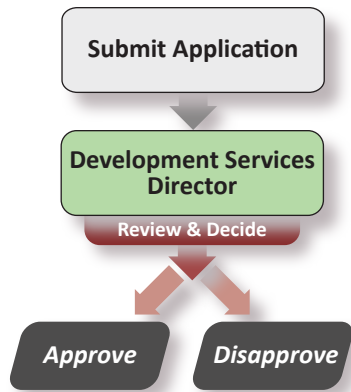 Submit Application
Development Services
Director
Review & Decide
Approve
Disapprove